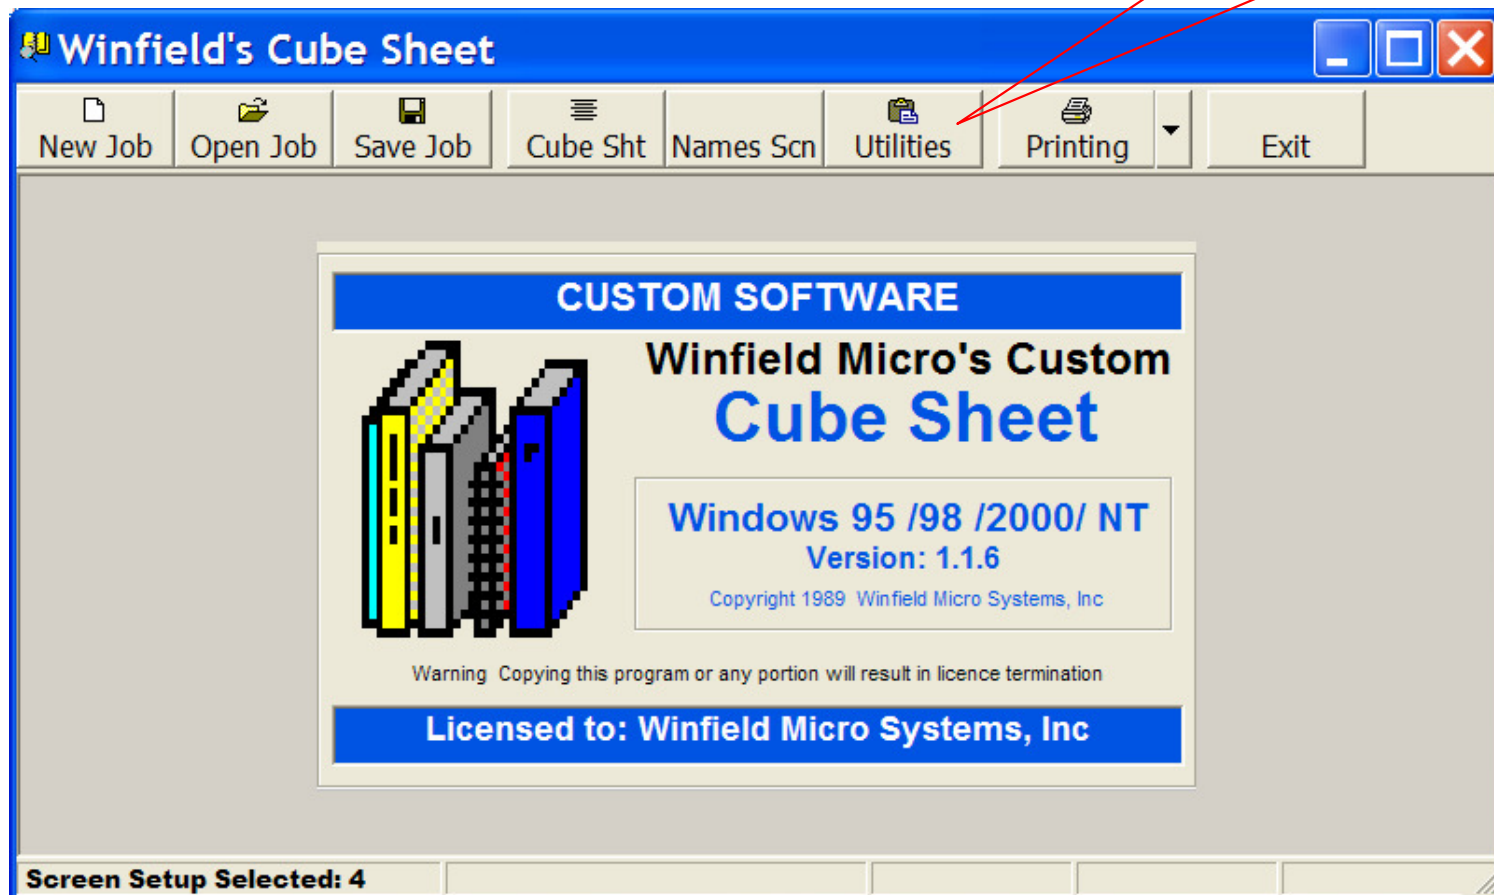 Winfield's Cube Sheet
New Job Open Job Save Job Cube Sht Names Scn Utilities Printing Exit
CUSTOM SOFTWARE
Winfield Micro's Custom
Cube Sheet
Windows 95 /98 /2000/ NT
Version: 1.1.6
Copyright 1989 Winfield Micro Systems, Inc
Warning Copying this program or any portion will result in licence termination
Licensed to: Winfield Micro Systems, Inc
Screen Setup Selected: 4